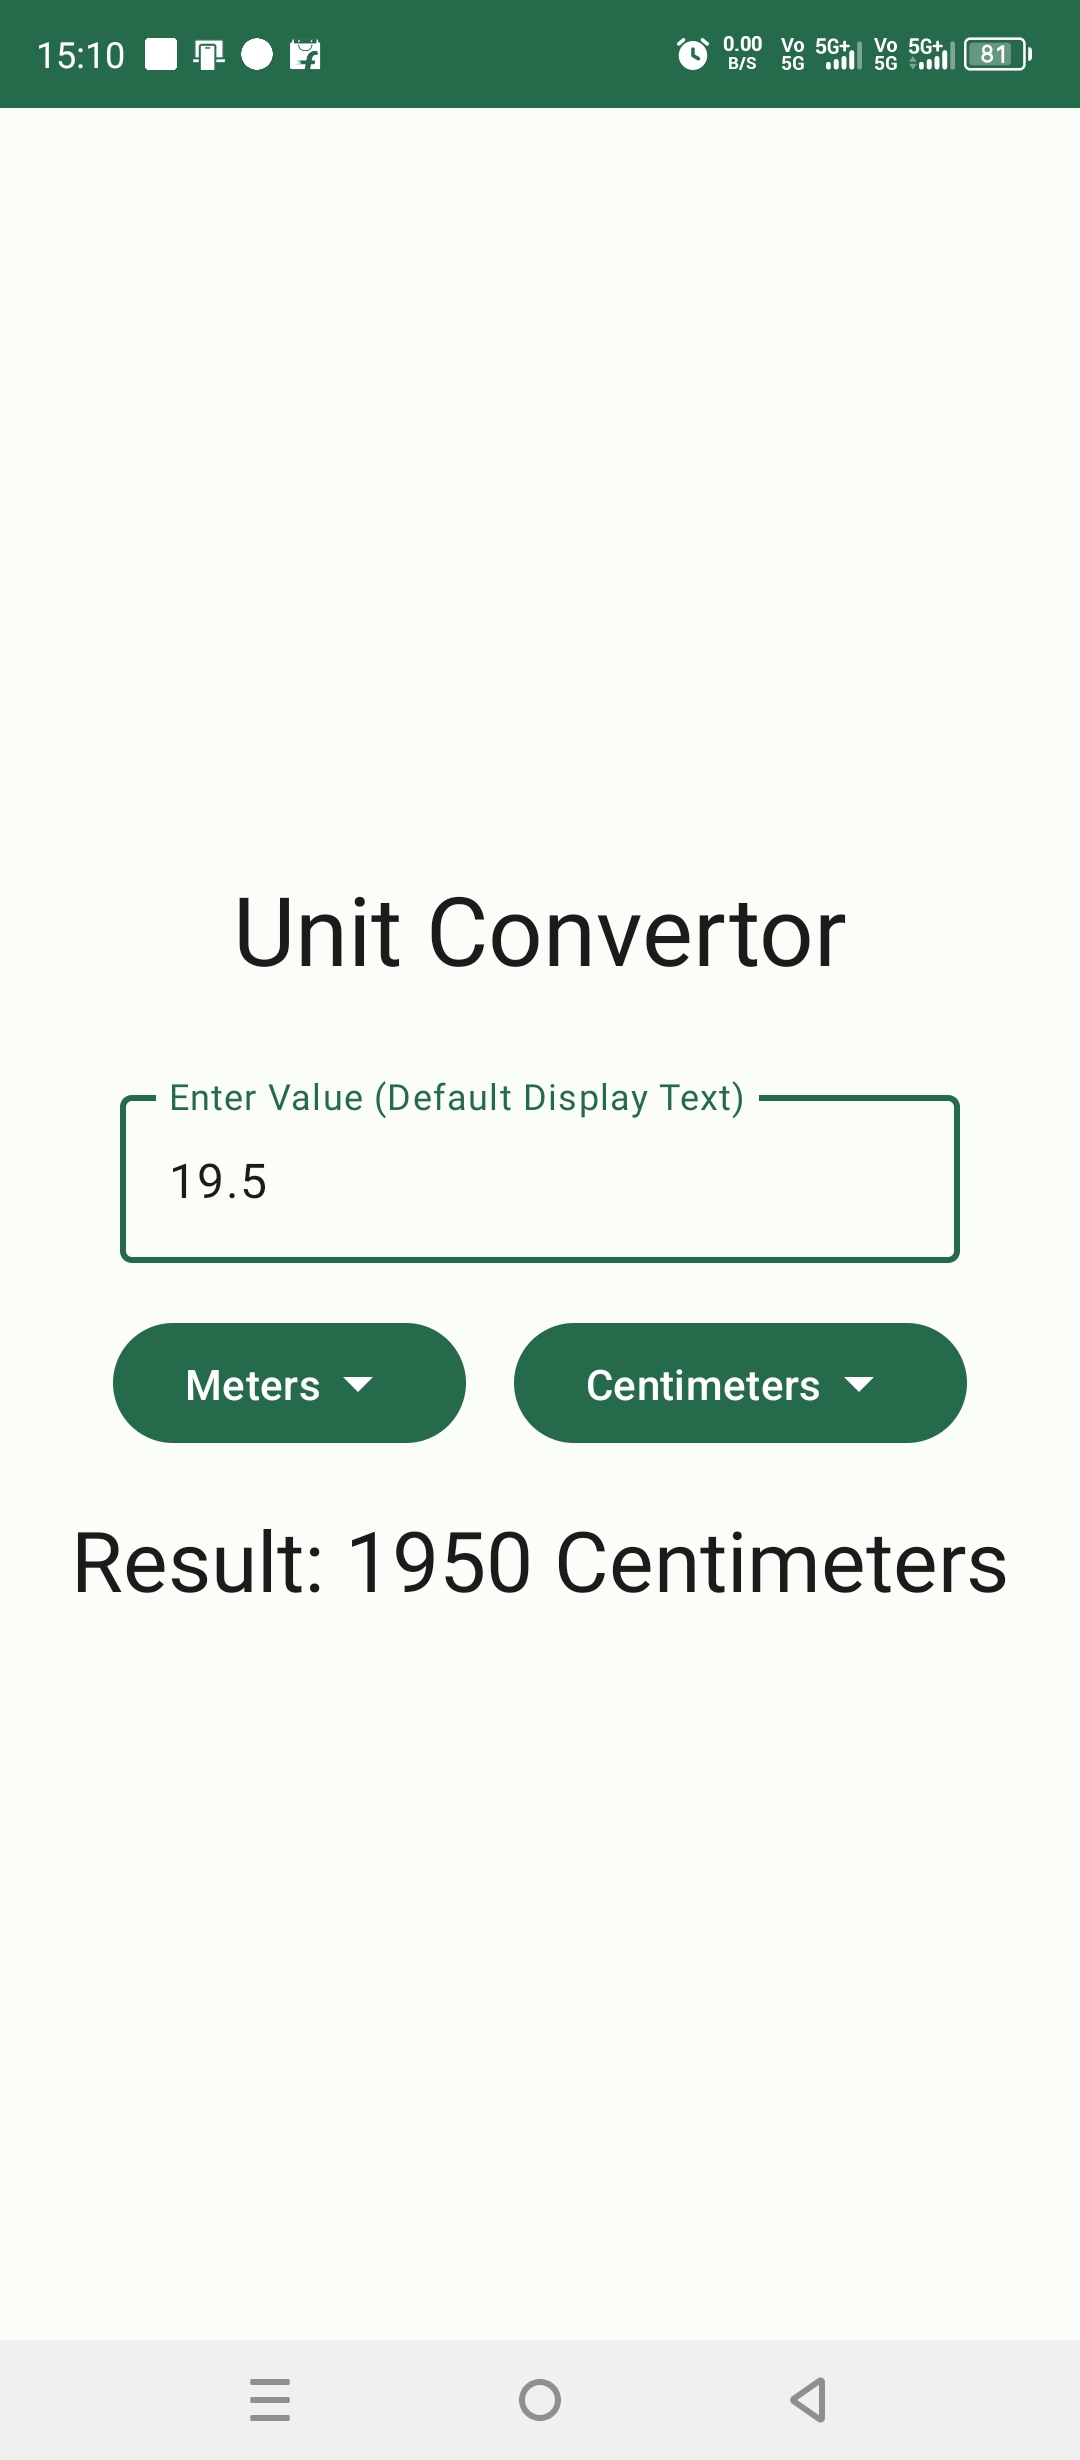 15:10 0.00 B/S Vo 5G 5G+ Vo 5G 5G+ 81
Unit Convertor
Enter Value (Default Display Text)
19.5
Meters Centimeters
Result: 1950 Centimeters